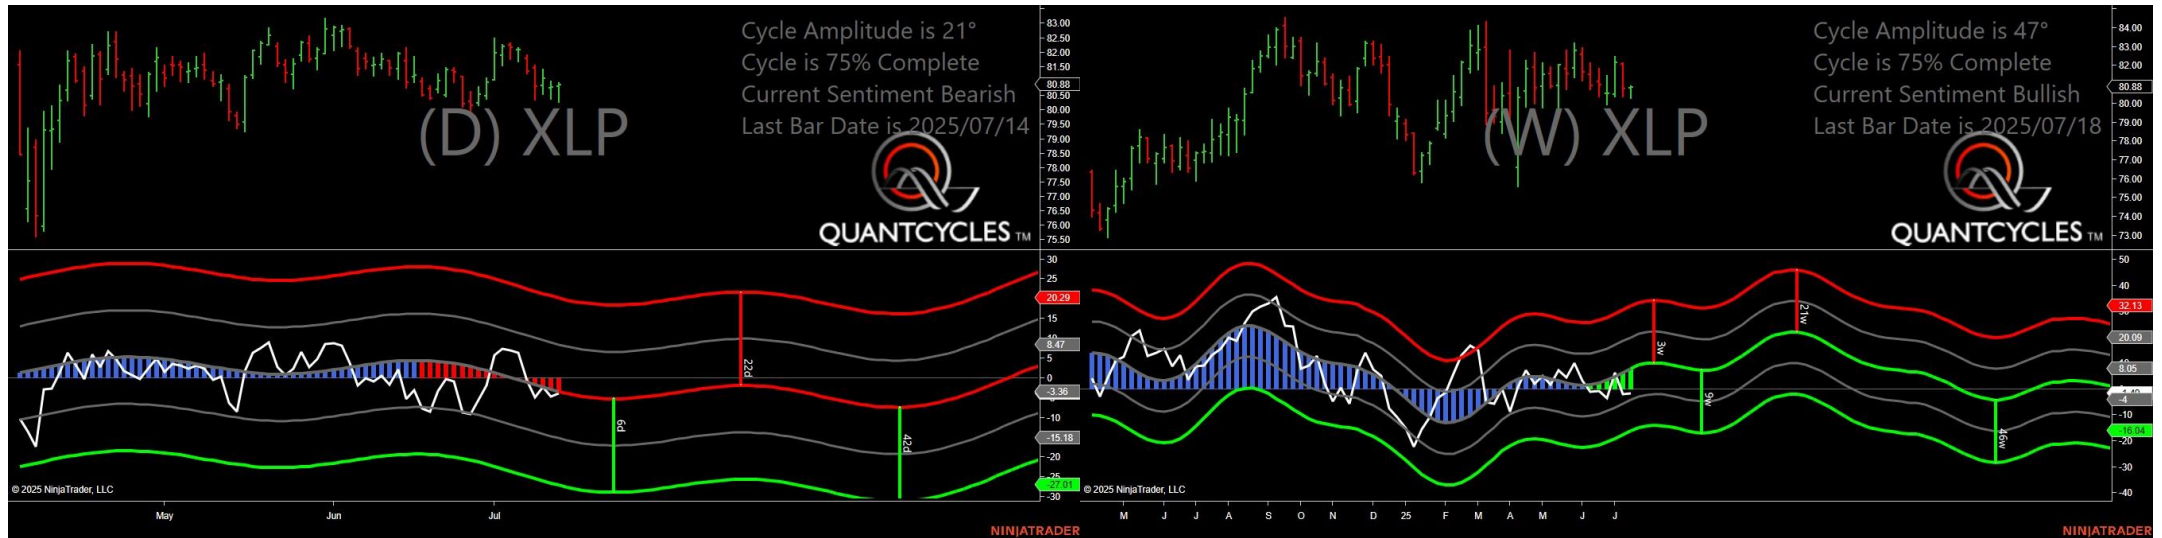 Cycle Amplitude is 21°
Cycle is 75% Complete
Current Sentiment Bearish
Last Bar Date is 2025/07/14
(D) XLP
QUANTCYCLES TM
83.00
82.50
82.00
81.50
80.88
80.50
80.00
79.50
79.00
78.50
78.00
77.50
77.00
76.50
76.00
75.50
30
25
20.29
15
8.47
5
0
-3.36
-10
-15.18
-20
-27.01
-30
22d
6d
42d
© 2025 NinjaTrader, LLC
May Jun Jul
NINJATRADER
Cycle Amplitude is 47°
Cycle is 75% Complete
Current Sentiment Bullish
Last Bar Date is 2025/07/18
(W) XLP
QUANTCYCLES TM
84.00
83.00
82.00
80.88
80.00
79.00
78.00
77.00
76.00
75.00
74.00
73.00
50
40
32.13
20.09
8.05
-4
-10
-16.04
-20
-30
-40
3w
21w
9w
46w
© 2025 NinjaTrader, LLC
M J J A S O N D 25 F M A M J J
NINJATRADER